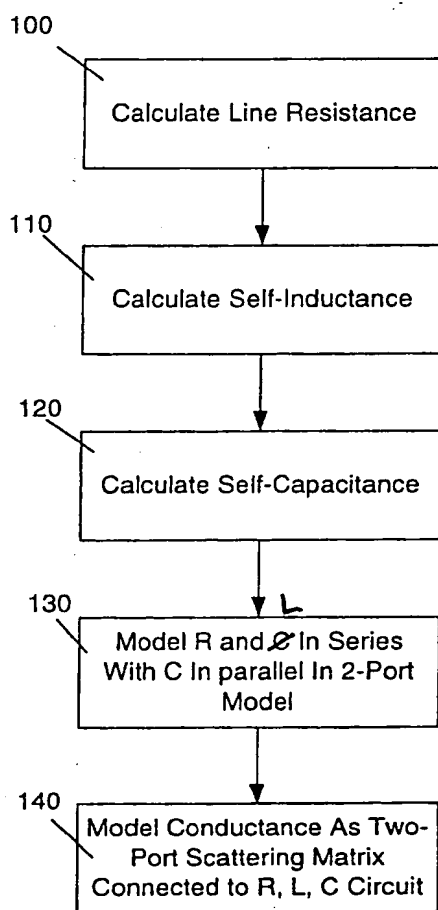 100
Calculate Line Resistance
110
Calculate Self-Inductance
120
Calculate Self-Capacitance
130
L
Model R and C In Series
With C In parallel In 2-Port
Model
140
Model Conductance As Two-
Port Scattering Matrix
Connected to R, L, C Circuit